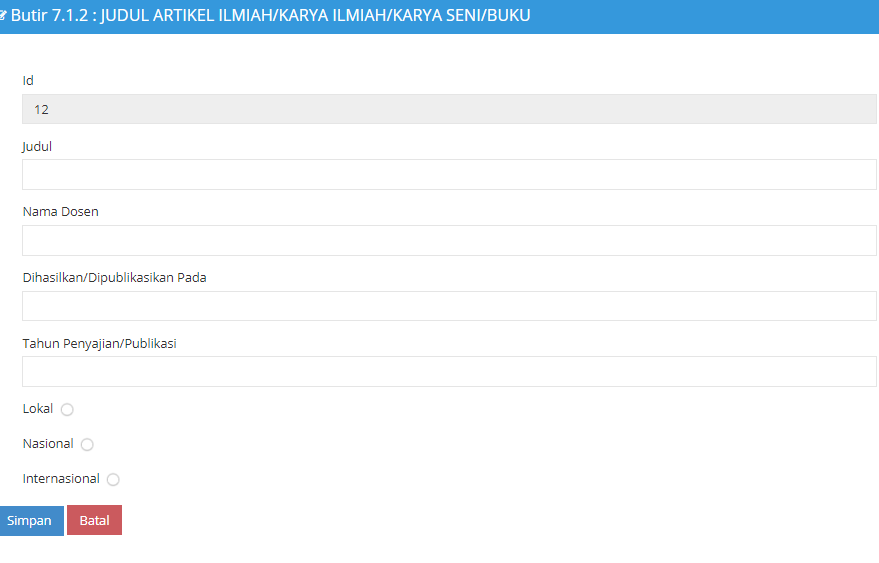 Butir 7.1.2 : JUDUL ARTIKEL ILMIAH/KARYA ILMIAH/KARYA SENI/BUKU
Id
12
Judul
Nama Dosen
Dihasilkan/Dipublikasikan Pada
Tahun Penyajian/Publikasi
Lokal
Nasional
Internasional
Simpan Batal